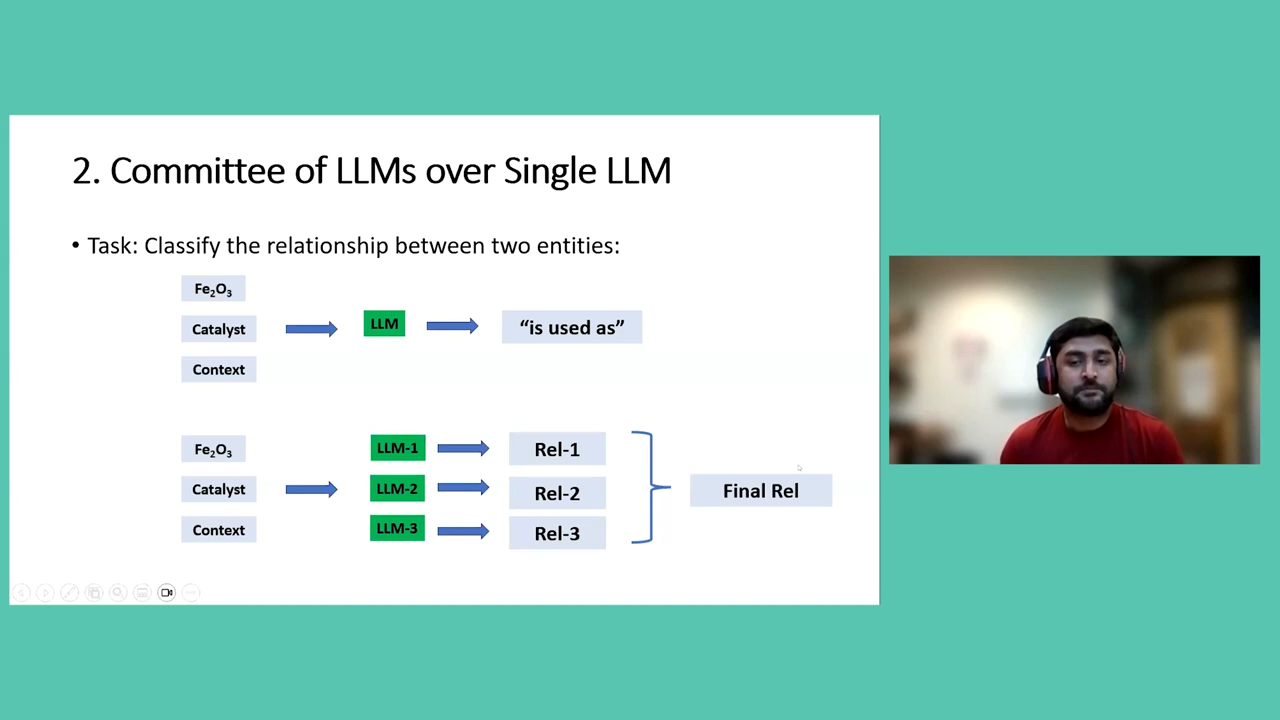 2. Committee of LLMs over Single LLM
• Task: Classify the relationship between two entities:
Fe₂O₃
Catalyst
Context
LLM
“is used as”
Fe₂O₃
Catalyst
Context
LLM-1
LLM-2
LLM-3
Rel-1
Rel-2
Rel-3
Final Rel